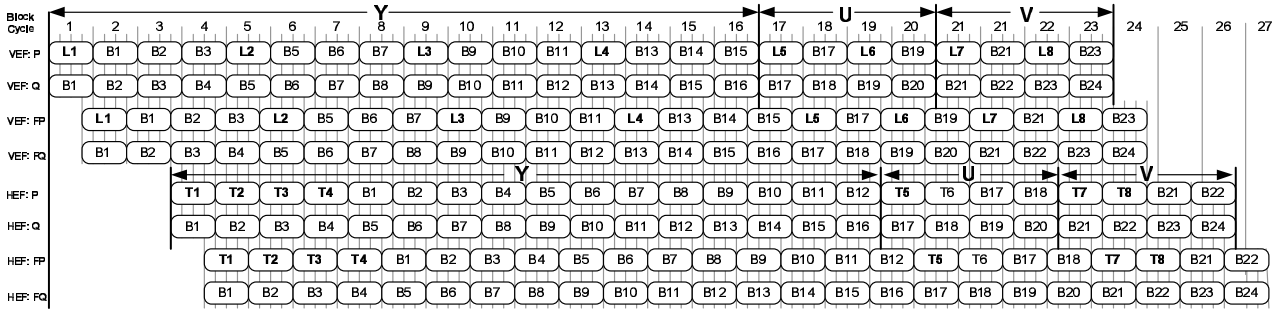 Y U V
Block Cycle 1 2 3 4 5 6 7 8 9 10 11 12 13 14 15 16 17 18 19 20 21 21 22 23 24 25 26 27
VEF: P L1 B1 B2 B3 L2 B5 B6 B7 L3 B9 B10 B11 L4 B13 B14 B15 L5 B17 L6 B19 L7 B21 L8 B23
VEF: Q B1 B2 B3 B4 B5 B6 B7 B8 B9 B10 B11 B12 B13 B14 B15 B16 B17 B18 B19 B20 B21 B22 B23 B24
VEF: FP L1 B1 B2 B3 L2 B5 B6 B7 L3 B9 B10 B11 L4 B13 B14 B15 L5 B17 L6 B19 L7 B21 L8 B23
VEF: FQ B1 B2 B3 B4 B5 B6 B7 B8 B9 B10 B11 B12 B13 B14 B15 B16 B17 B18 B19 B20 B21 B22 B23 B24
Y U V
HEF: P T1 T2 T3 T4 B1 B2 B3 B4 B5 B6 B7 B8 B9 B10 B11 B12 T5 T6 B17 B18 T7 T8 B21 B22
HEF: Q B1 B2 B3 B4 B5 B6 B7 B8 B9 B10 B11 B12 B13 B14 B15 B16 B17 B18 B19 B20 B21 B22 B23 B24
HEF: FP T1 T2 T3 T4 B1 B2 B3 B4 B5 B6 B7 B8 B9 B10 B11 B12 T5 T6 B17 B18 T7 T8 B21 B22
HEF: FQ B1 B2 B3 B4 B5 B6 B7 B8 B9 B10 B11 B12 B13 B14 B15 B16 B17 B18 B19 B20 B21 B22 B23 B24